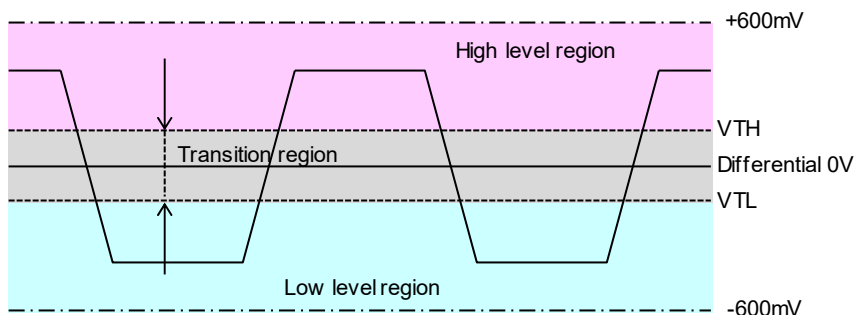 +600mV
High level region
VTH
Transition region
Differential 0V
VTL
Low level region
-600mV